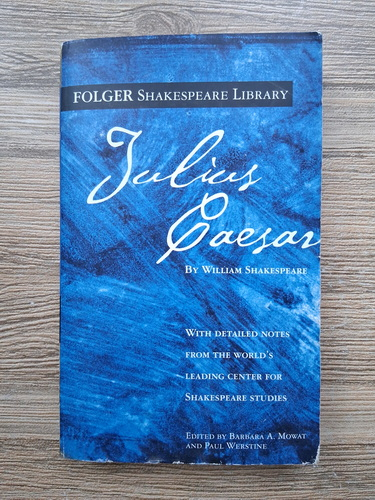 FOLGER SHAKESPEARE LIBRARY
Julius
Caesar
BY WILLIAM SHAKESPEARE
WITH DETAILED NOTES
FROM THE WORLD'S
LEADING CENTER FOR
SHAKESPEARE STUDIES
EDITED BY BARBARA A. MOWAT
AND PAUL WERSTINE